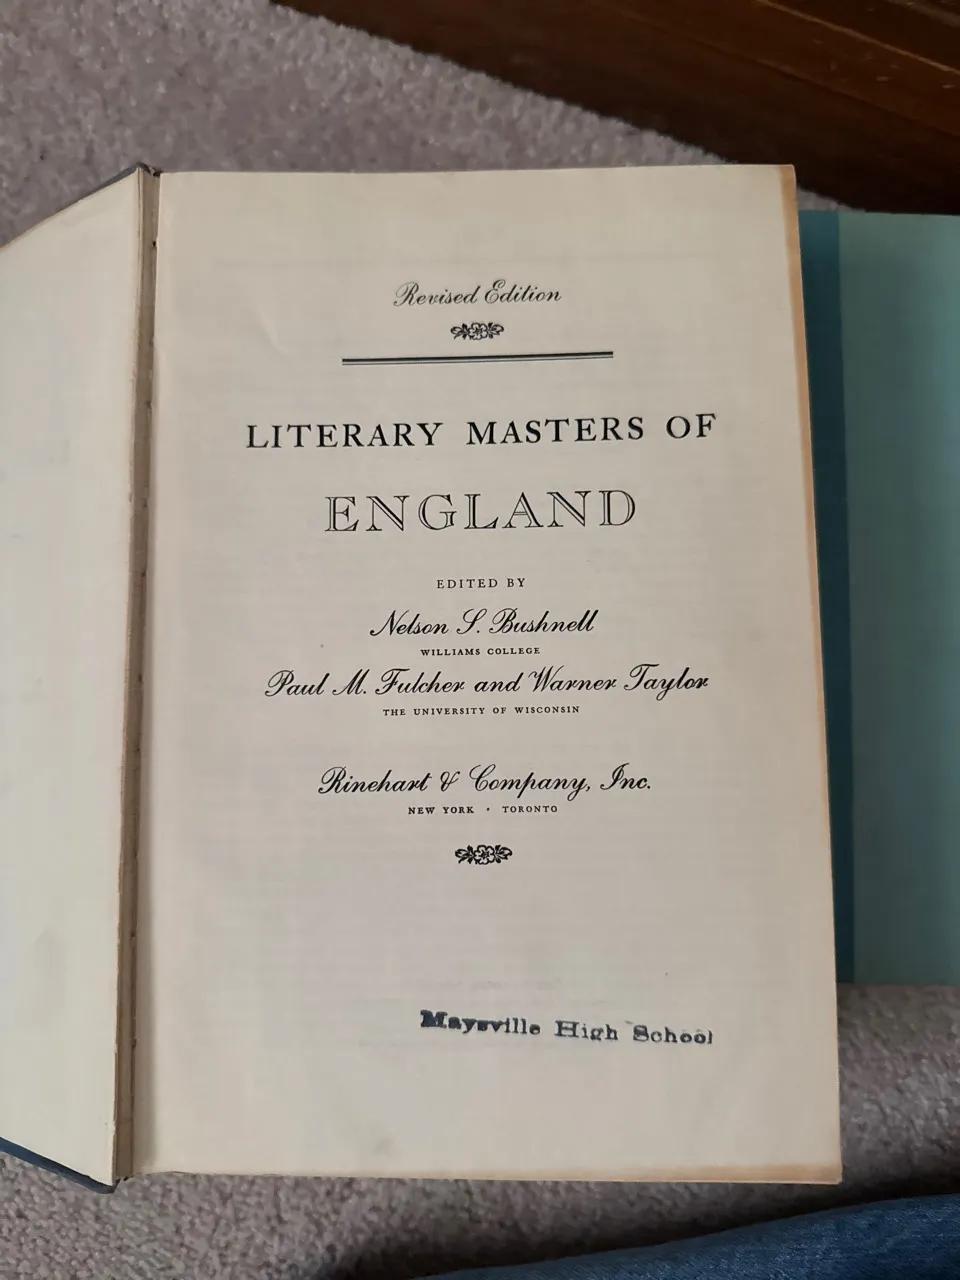 Revised Edition
LITERARY MASTERS OF
ENGLAND
EDITED BY
Nelson S. Bushnell
WILLIAMS COLLEGE
Paul M. Fulcher and Warner Taylor
THE UNIVERSITY OF WISCONSIN
Rinehart & Company, Inc.
NEW YORK · TORONTO
Maysville High School